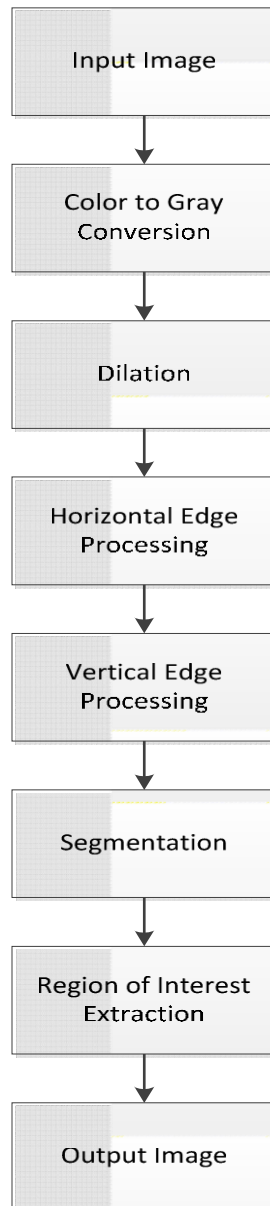 Input Image
Color to Gray
Conversion
Dilation
Horizontal Edge
Processing
Vertical Edge
Processing
Segmentation
Region of Interest
Extraction
Output Image